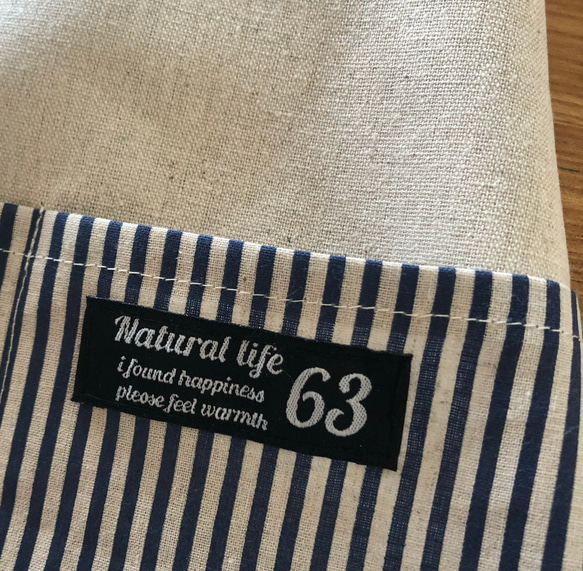 Natural life
i found happiness
please feel warmth
63